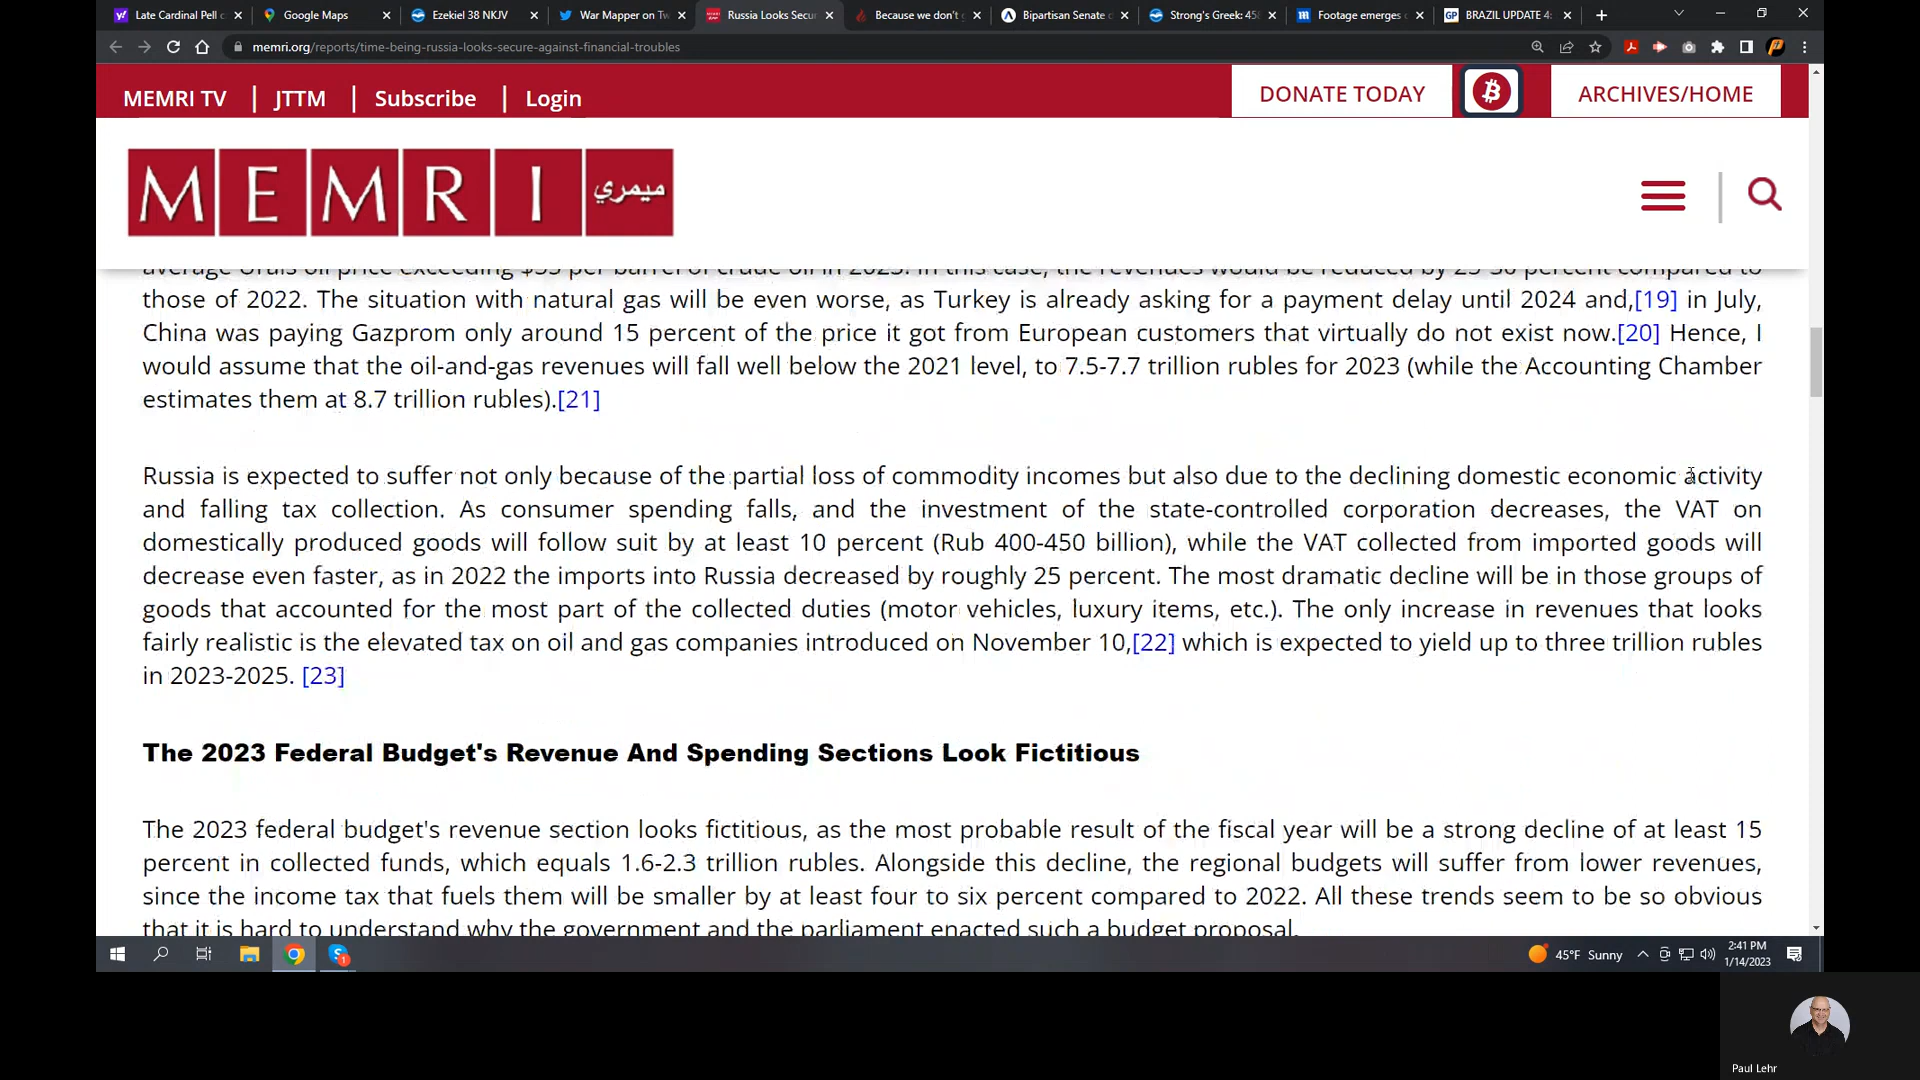 Late Cardinal Pell c
Google Maps
Ezekiel 38 NKJV
War Mapper on Tw
Russia Looks Secu
Because we don't
Bipartisan Senate
Strong's Greek: 45
Footage emerges
BRAZIL UPDATE 4:
memri.org/reports/time-being-russia-looks-secure-against-financial-troubles
MEMRI TV | JTTM | Subscribe | Login
DONATE TODAY
ARCHIVES/HOME
MEMRI ميمري
average Urals oil price exceeding $55 per barrel of crude oil in 2023. In this case, the revenues would be reduced by 25-30 percent compared to
those of 2022. The situation with natural gas will be even worse, as Turkey is already asking for a payment delay until 2024 and,[19] in July,
China was paying Gazprom only around 15 percent of the price it got from European customers that virtually do not exist now.[20] Hence, I
would assume that the oil-and-gas revenues will fall well below the 2021 level, to 7.5-7.7 trillion rubles for 2023 (while the Accounting Chamber
estimates them at 8.7 trillion rubles).[21]
Russia is expected to suffer not only because of the partial loss of commodity incomes but also due to the declining domestic economic activity
and falling tax collection. As consumer spending falls, and the investment of the state-controlled corporation decreases, the VAT on
domestically produced goods will follow suit by at least 10 percent (Rub 400-450 billion), while the VAT collected from imported goods will
decrease even faster, as in 2022 the imports into Russia decreased by roughly 25 percent. The most dramatic decline will be in those groups of
goods that accounted for the most part of the collected duties (motor vehicles, luxury items, etc.). The only increase in revenues that looks
fairly realistic is the elevated tax on oil and gas companies introduced on November 10,[22] which is expected to yield up to three trillion rubles
in 2023-2025. [23]
The 2023 Federal Budget's Revenue And Spending Sections Look Fictitious
The 2023 federal budget's revenue section looks fictitious, as the most probable result of the fiscal year will be a strong decline of at least 15
percent in collected funds, which equals 1.6-2.3 trillion rubles. Alongside this decline, the regional budgets will suffer from lower revenues,
since the income tax that fuels them will be smaller by at least four to six percent compared to 2022. All these trends seem to be so obvious
that it is hard to understand why the government and the parliament enacted such a budget proposal.
45°F Sunny
2:41 PM
1/14/2023
Paul Lehr